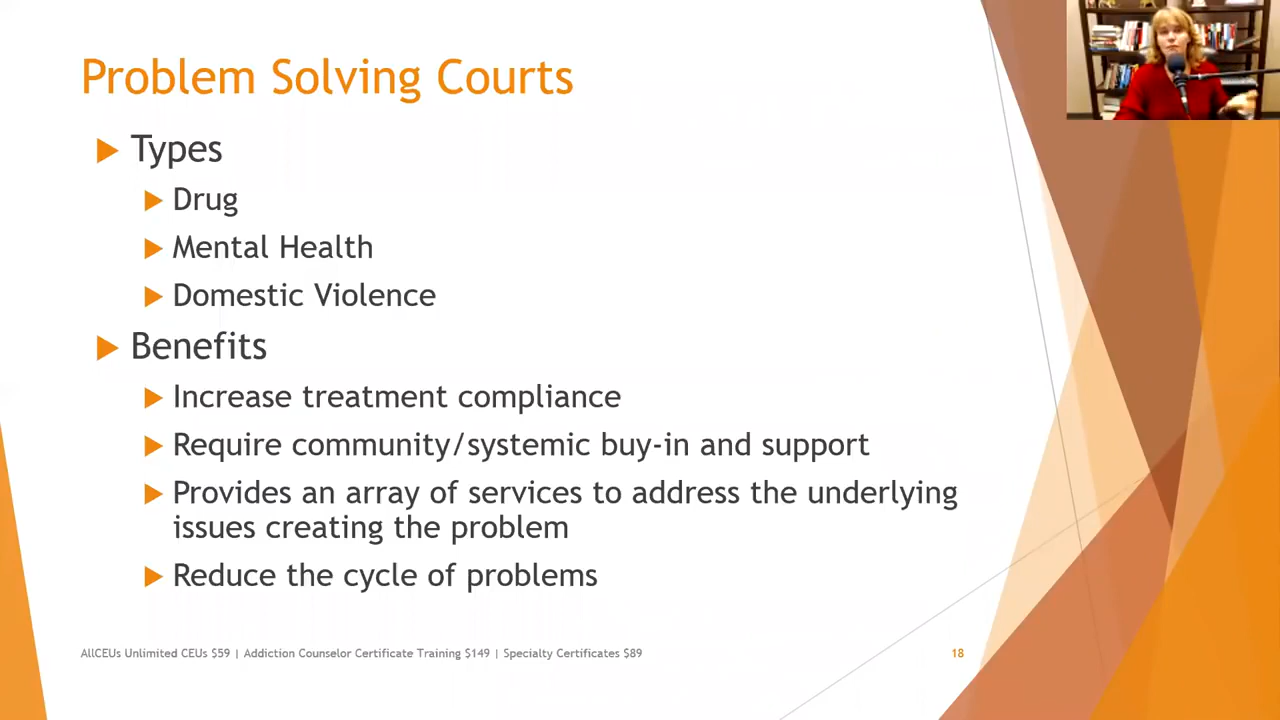 Problem Solving Courts
Types
Drug
Mental Health
Domestic Violence
Benefits
Increase treatment compliance
Require community/systemic buy-in and support
Provides an array of services to address the underlying
issues creating the problem
Reduce the cycle of problems
AllCEUs Unlimited CEUs $59 | Addiction Counselor Certificate Training $149 | Specialty Certificates $89
18